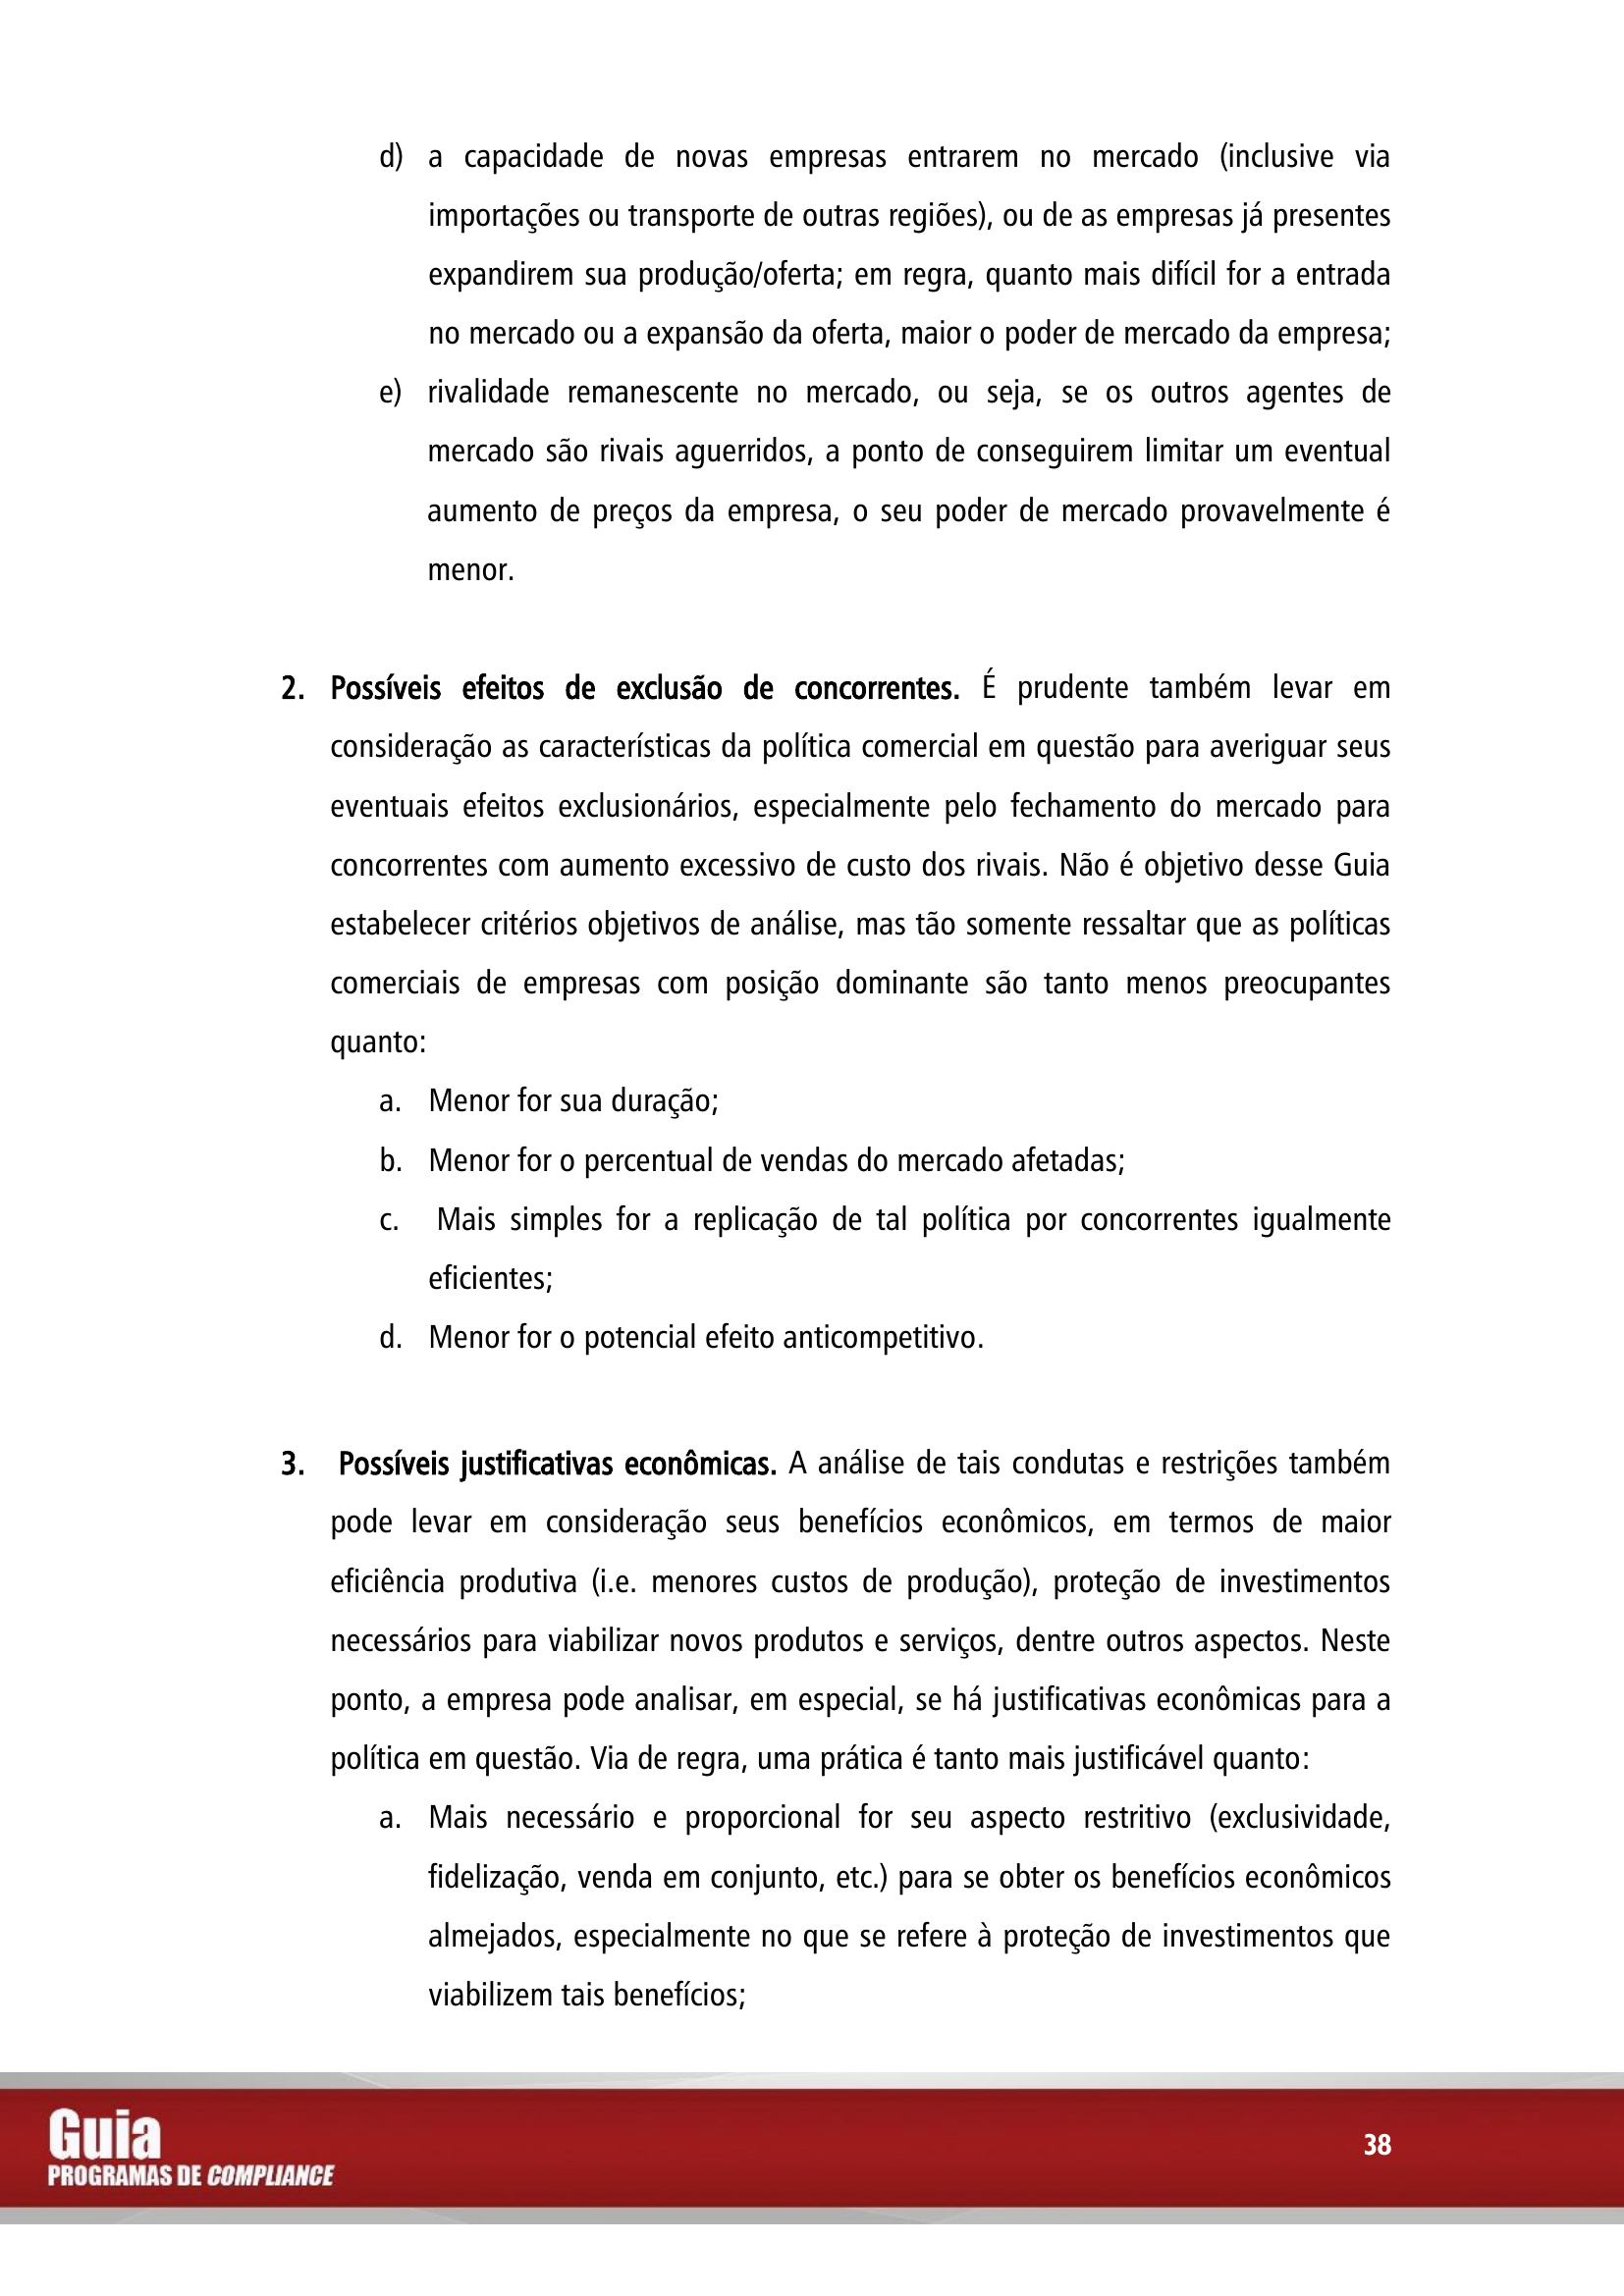 d) a capacidade de novas empresas entrarem no mercado (inclusive via
importações ou transporte de outras regiões), ou de as empresas já presentes
expandirem sua produção/oferta; em regra, quanto mais difícil for a entrada
no mercado ou a expansão da oferta, maior o poder de mercado da empresa;
e) rivalidade remanescente no mercado, ou seja, se os outros agentes de
mercado são rivais aguerridos, a ponto de conseguirem limitar um eventual
aumento de preços da empresa, o seu poder de mercado provavelmente é
menor.
2. Possíveis efeitos de exclusão de concorrentes. É prudente também levar em
consideração as características da política comercial em questão para averiguar seus
eventuais efeitos exclusionários, especialmente pelo fechamento do mercado para
concorrentes com aumento excessivo de custo dos rivais. Não é objetivo desse Guia
estabelecer critérios objetivos de análise, mas tão somente ressaltar que as políticas
comerciais de empresas com posição dominante são tanto menos preocupantes
quanto:
a. Menor for sua duração;
b. Menor for o percentual de vendas do mercado afetadas;
c. Mais simples for a replicação de tal política por concorrentes igualmente
eficientes;
d. Menor for o potencial efeito anticompetitivo.
3. Possíveis justificativas econômicas. A análise de tais condutas e restrições também
pode levar em consideração seus benefícios econômicos, em termos de maior
eficiência produtiva (i.e. menores custos de produção), proteção de investimentos
necessários para viabilizar novos produtos e serviços, dentre outros aspectos. Neste
ponto, a empresa pode analisar, em especial, se há justificativas econômicas para a
política em questão. Via de regra, uma prática é tanto mais justificável quanto:
a. Mais necessário e proporcional for seu aspecto restritivo (exclusividade,
fidelização, venda em conjunto, etc.) para se obter os benefícios econômicos
almejados, especialmente no que se refere à proteção de investimentos que
viabilizem tais benefícios;
Guia
PROGRAMAS DE COMPLIANCE
38